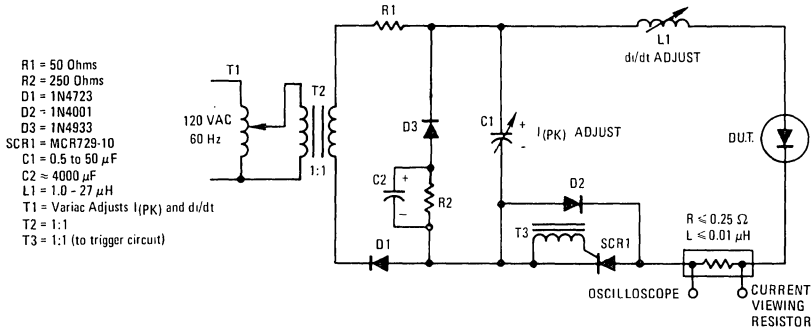 R1 = 50 Ohms
R2 = 250 Ohms
D1 = 1N4723
D2 = 1N4001
D3 = 1N4933
SCR1 = MCR729-10
C1 = 0.5 to 50 μF
C2 ≈ 4000 μF
L1 = 1.0 - 27 μH
T1 = Variac Adjusts I(PK) and di/dt
T2 = 1:1
T3 = 1:1 (to trigger circuit)
T1
120 VAC
60 Hz
T2
1:1
R1
D3
C2
+
−
R2
D1
C1
+
-
I(PK) ADJUST
L1
di/dt ADJUST
D.U.T.
D2
T3
SCR1
R ≤ 0.25 Ω
L ≤ 0.01 μH
OSCILLOSCOPE
CURRENT
VIEWING
RESISTOR